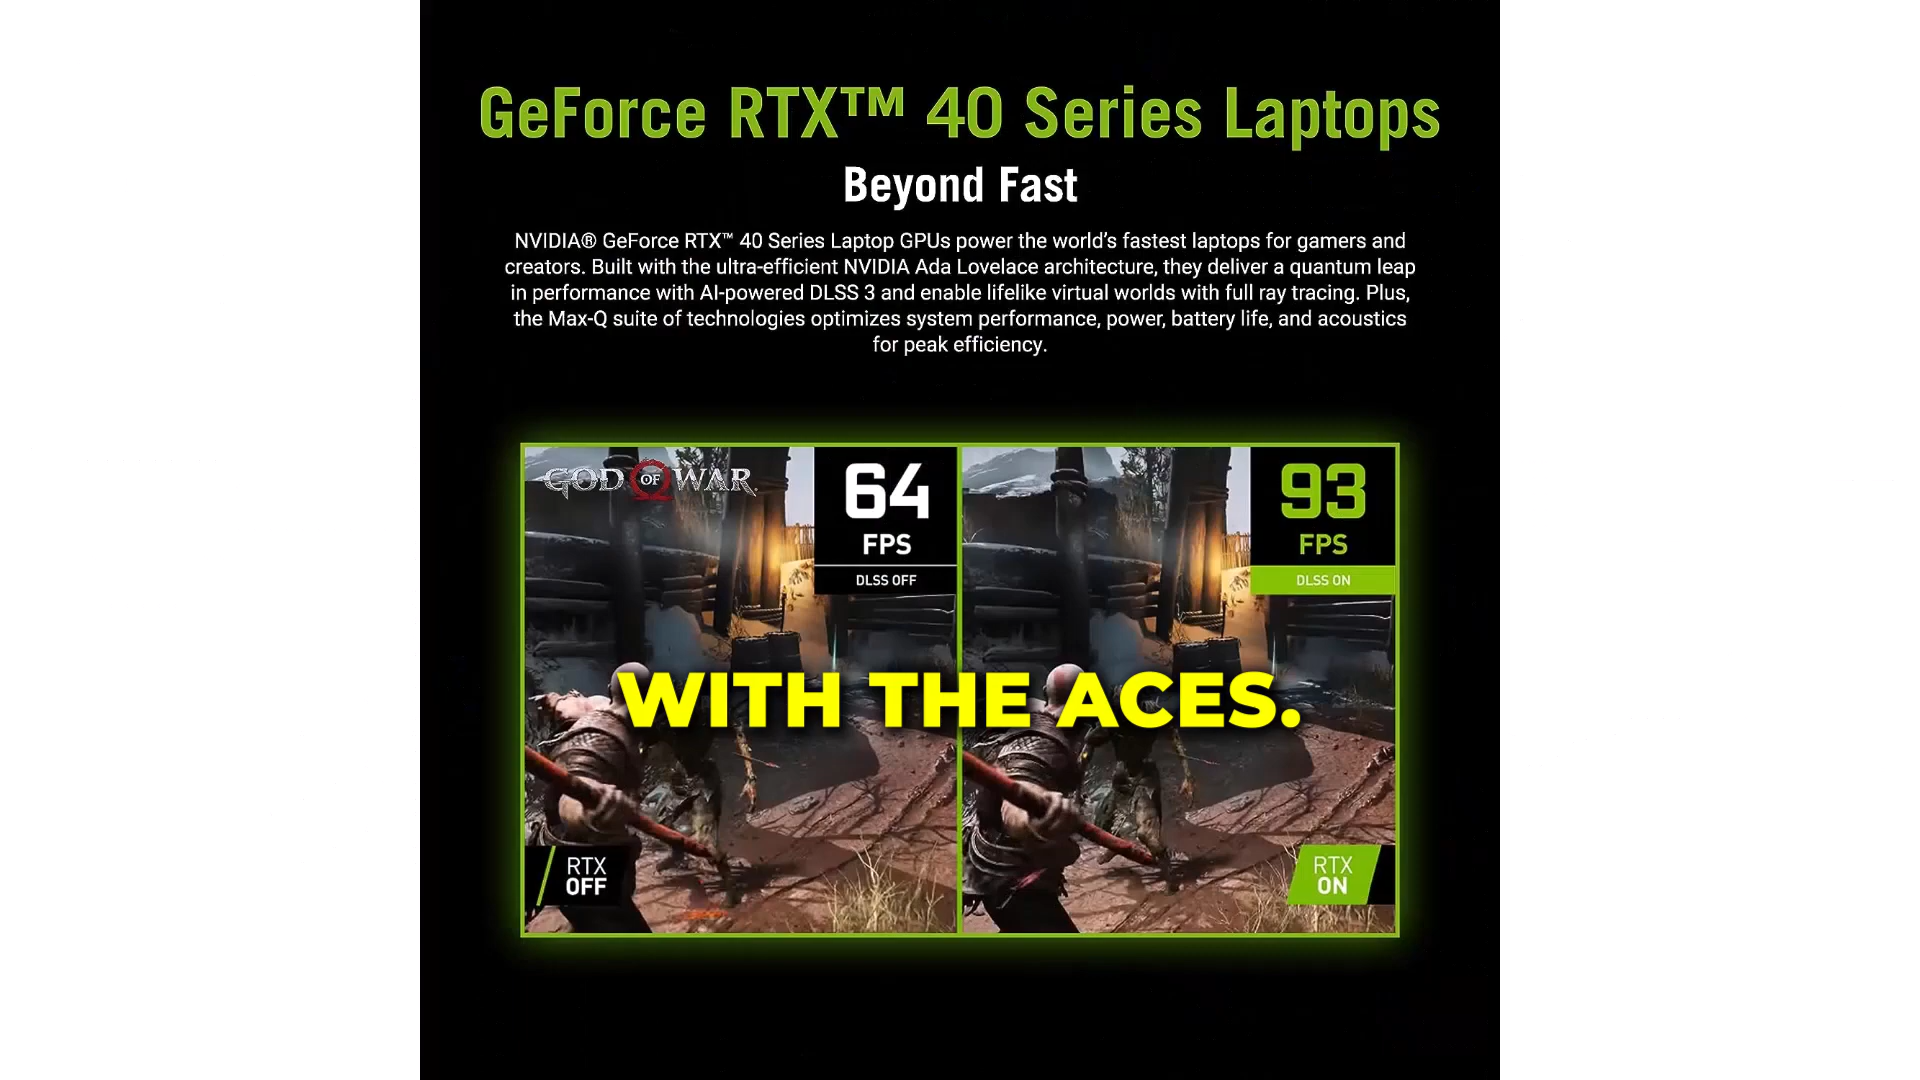 GeForce RTX™ 40 Series Laptops
Beyond Fast
NVIDIA® GeForce RTX™ 40 Series Laptop GPUs power the world's fastest laptops for gamers and
creators. Built with the ultra-efficient NVIDIA Ada Lovelace architecture, they deliver a quantum leap
in performance with AI-powered DLSS 3 and enable lifelike virtual worlds with full ray tracing. Plus,
the Max-Q suite of technologies optimizes system performance, power, battery life, and acoustics
for peak efficiency.
GOD OF WAR
64
FPS
DLSS OFF
93
FPS
DLSS ON
WITH THE ACES.
RTX
OFF
RTX
ON